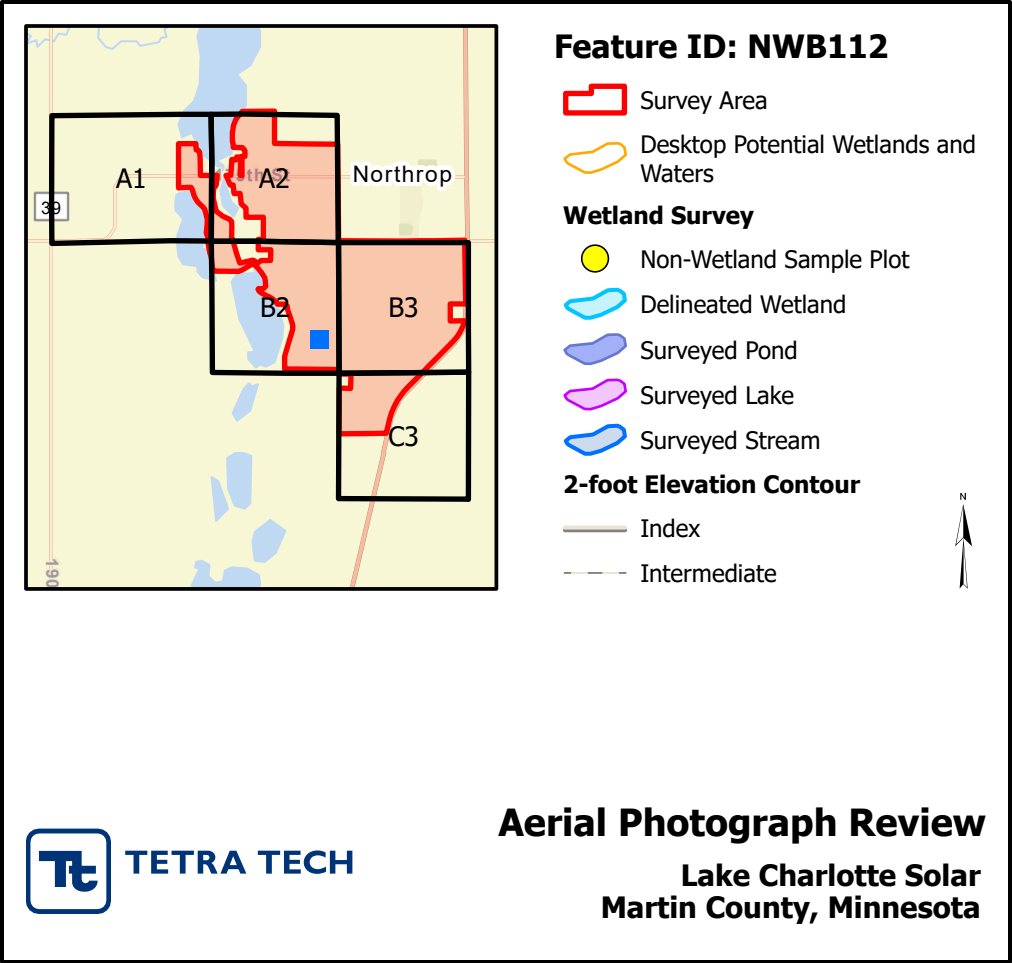 Feature ID: NWB112
Survey Area
Desktop Potential Wetlands and
Waters
Wetland Survey
Non-Wetland Sample Plot
Delineated Wetland
Surveyed Pond
Surveyed Lake
Surveyed Stream
2-foot Elevation Contour
Index
Intermediate
N
A1
A2
Northrop
39
B2
B3
C3
190
Aerial Photograph Review
Lake Charlotte Solar
Martin County, Minnesota
Tt
TETRA TECH